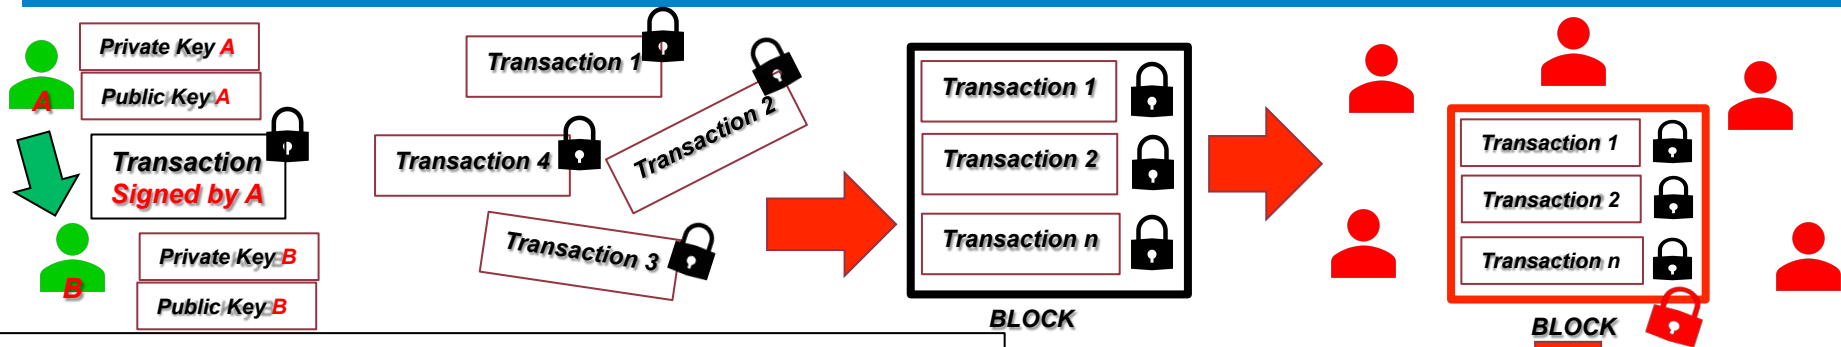 Private Key A
Public Key A
A
Transaction
Signed by A
Private Key B
Public Key B
B
Transaction 1
Transaction 2
Transaction 4
Transaction 3
Transaction 1
Transaction 2
Transaction n
BLOCK
Transaction 1
Transaction 2
Transaction n
BLOCK